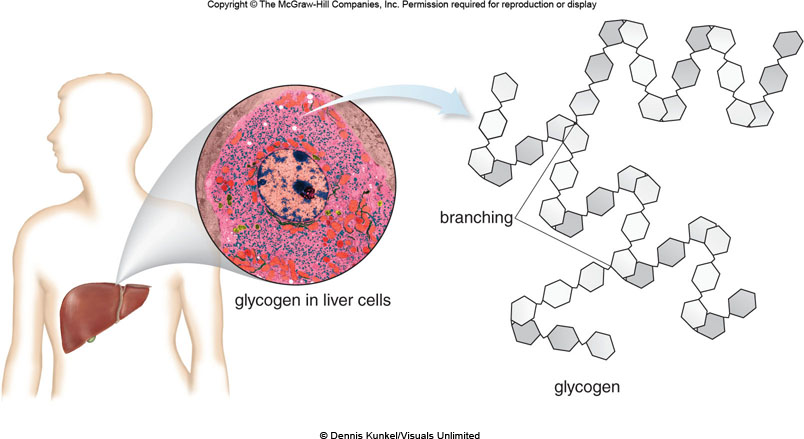 Copyright © The McGraw-Hill Companies, Inc. Permission required for reproduction or display
branching
glycogen in liver cells
glycogen
© Dennis Kunkel/Visuals Unlimited